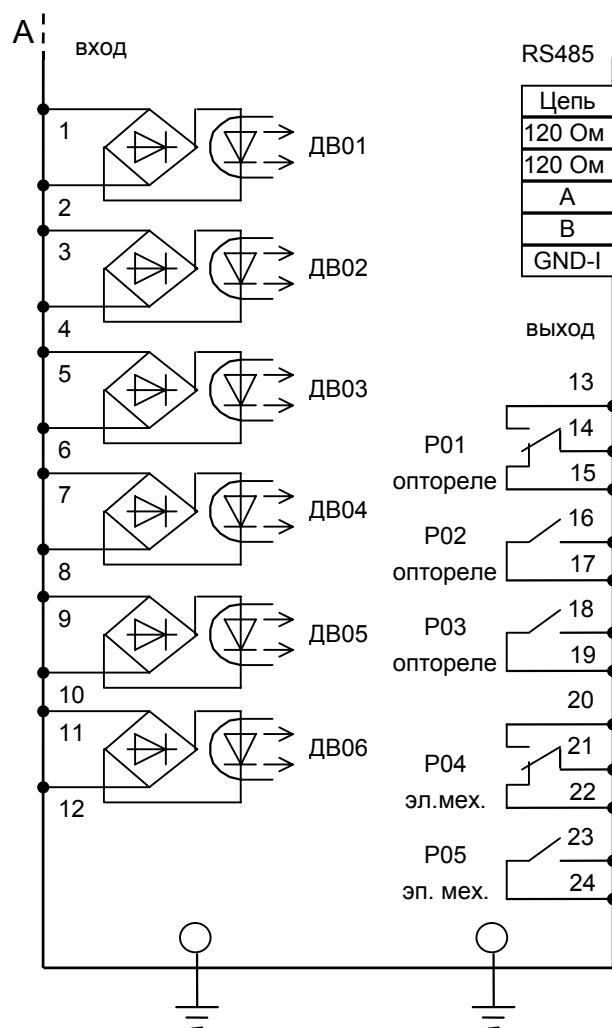 А
вход
1
2
ДВ01
3
4
ДВ02
5
6
ДВ03
7
8
ДВ04
9
10
ДВ05
11
12
ДВ06
RS485
Цепь
120 Ом
120 Ом
A
B
GND-I
выход
13
14
15
Р01
оптореле
16
17
Р02
оптореле
18
19
Р03
оптореле
20
21
22
Р04
эл.мех.
23
24
Р05
эп. мех.